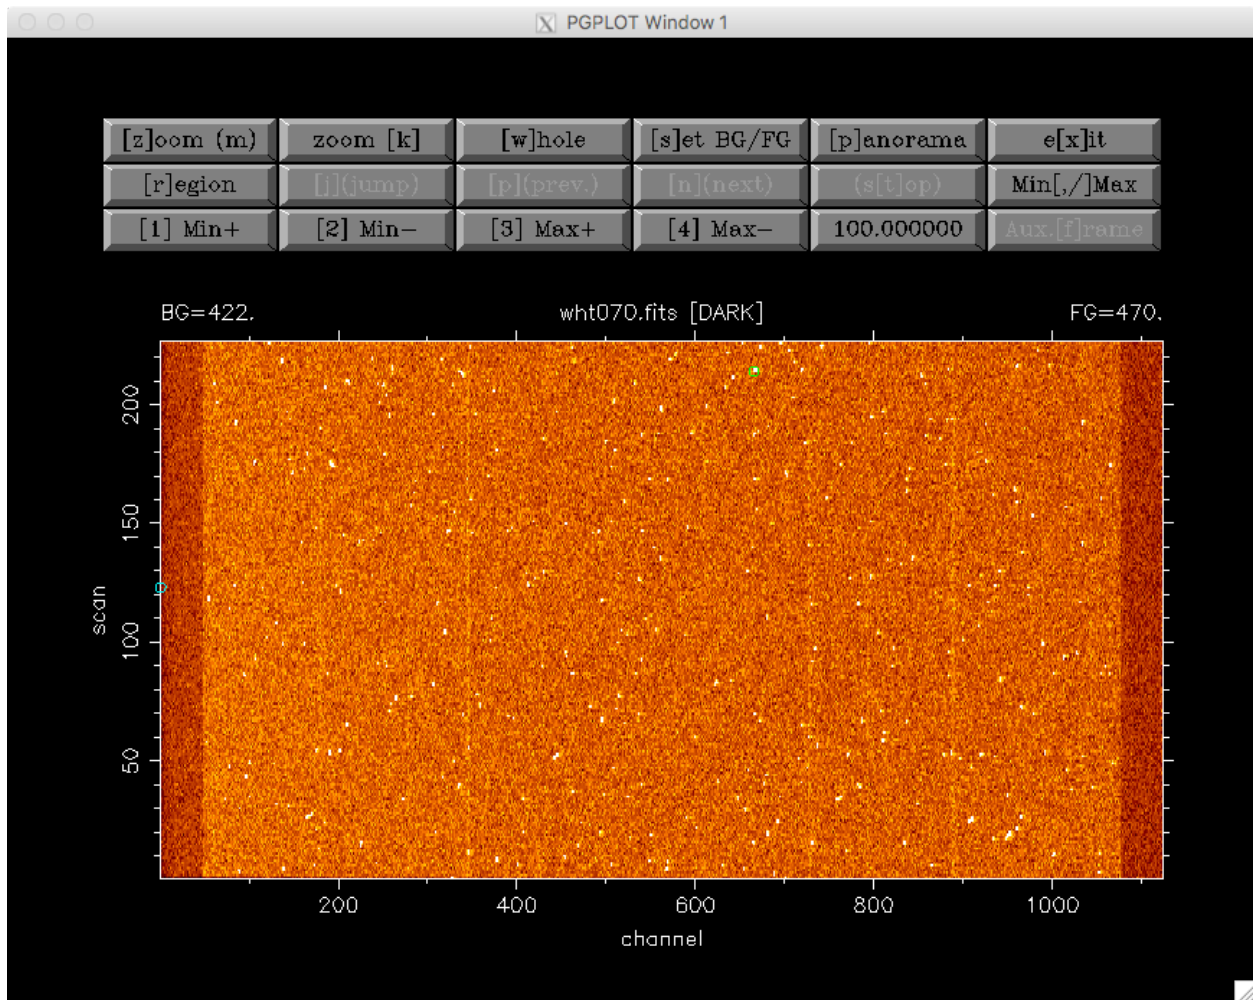 PGPLOT Window 1
[z]oom (m) zoom [k] [w]hole [s]et BG/FG [p]anorama e[x]it
[r]egion [j](jump) [p](prev.) [n](next) (s[t]op) Min[,/]Max
[1] Min+ [2] Min− [3] Max+ [4] Max− 100.000000 Aux.[f]rame
BG=422. wht070.fits [DARK] FG=470.
200
150
scan
100
50
200 400 600 800 1000
channel